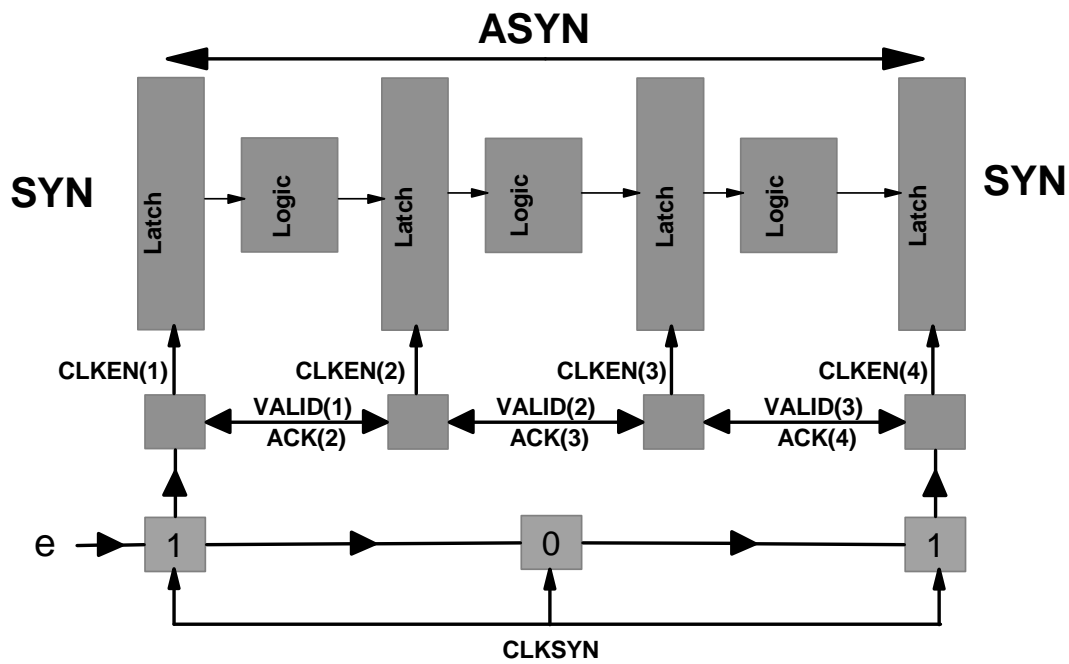 ASYN
SYN
Latch
Logic
Latch
Logic
Latch
Logic
Latch
SYN
CLKEN(1)
CLKEN(2)
CLKEN(3)
CLKEN(4)
VALID(1)
ACK(2)
VALID(2)
ACK(3)
VALID(3)
ACK(4)
e
1
0
1
CLKSYN